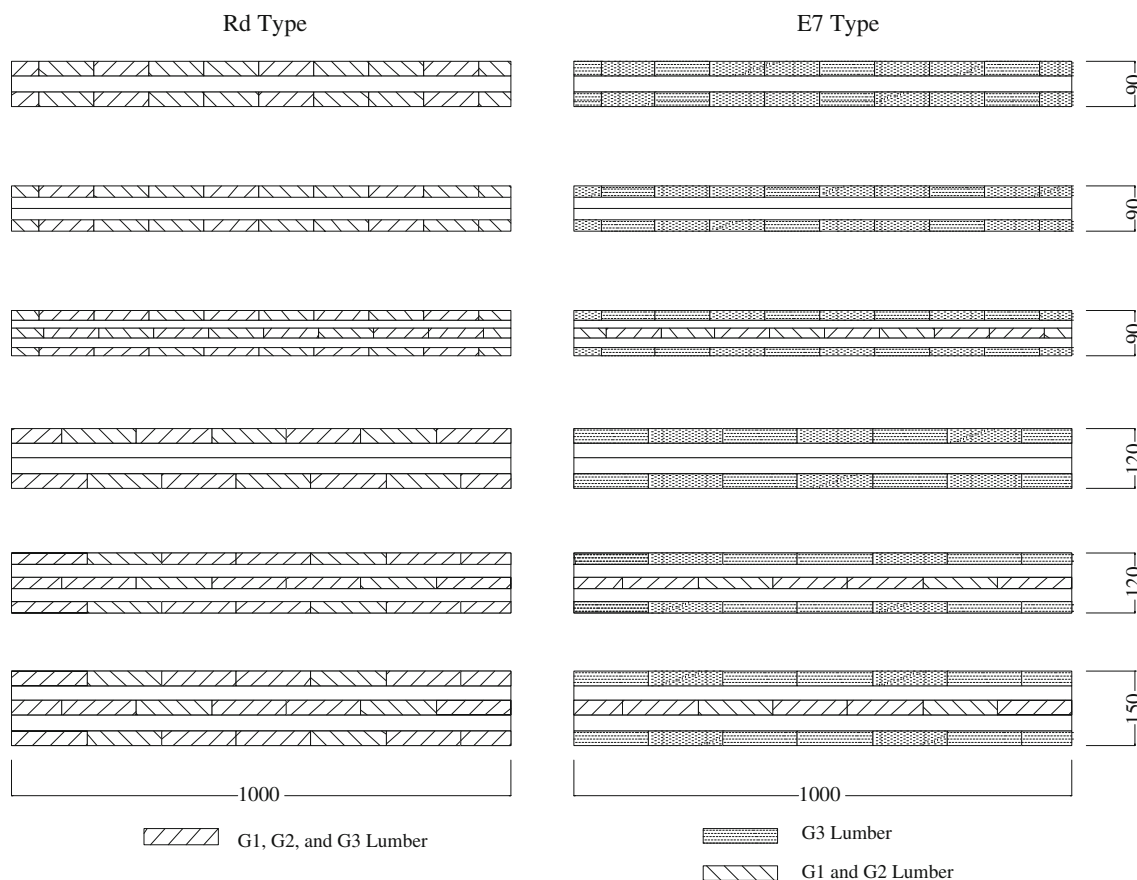 Rd Type
E7 Type
90
90
90
120
120
150
1000
1000
G1, G2, and G3 Lumber
G3 Lumber
G1 and G2 Lumber